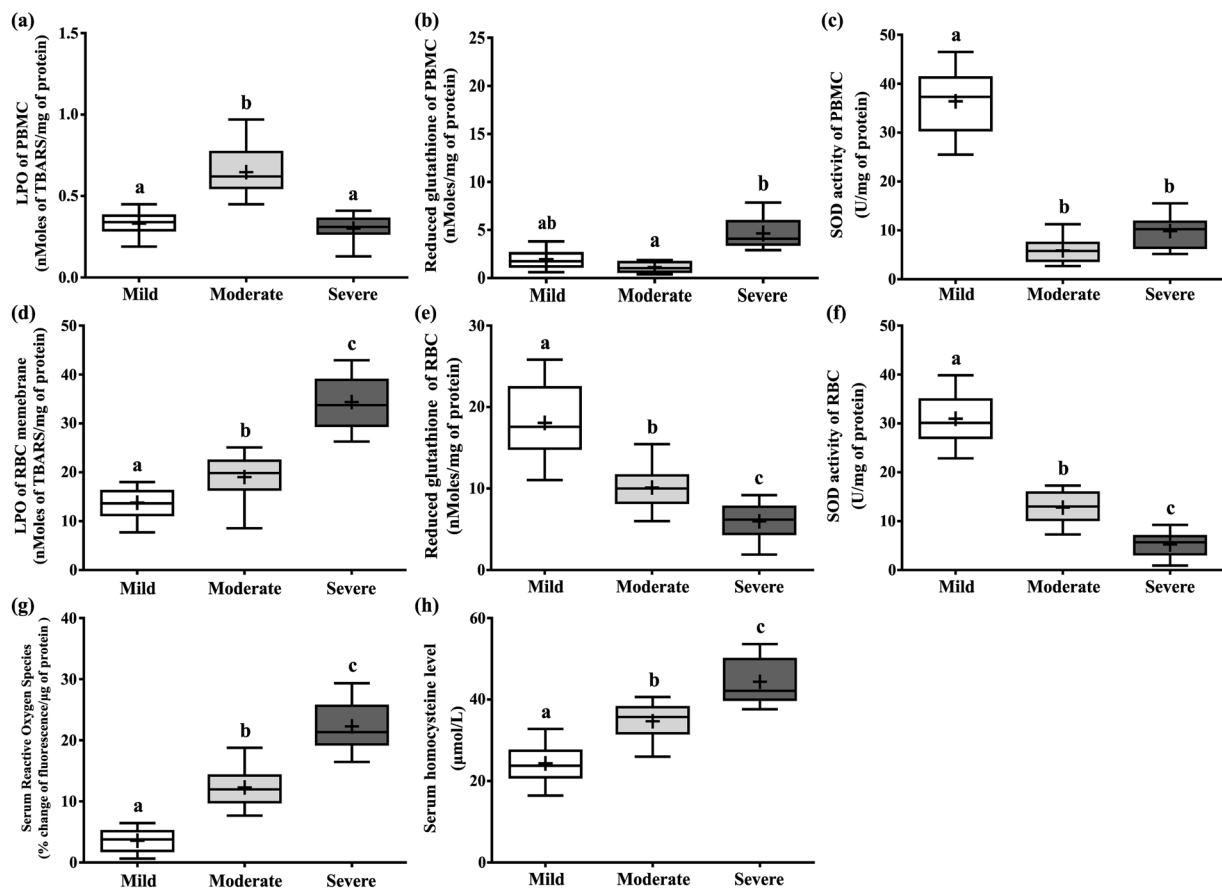 (a)
LPO of PBMC
(nMoles of TBARS/mg of protein)
1.5
1.0
0.5
0.0
a
b
a
Mild
Moderate
Severe
(b)
Reduced glutathione of PBMC
(nMoles/mg of protein)
25
20
15
10
5
0
ab
a
b
Mild
Moderate
Severe
(c)
SOD activity of PBMC
(U/mg of protein)
50
40
30
20
10
0
a
b
b
Mild
Moderate
Severe
(d)
LPO of RBC memebrane
(nMoles of TBARS/mg of protein)
50
40
30
20
10
0
a
b
c
Mild
Moderate
Severe
(e)
Reduced glutathione of RBC
(nMoles/mg of protein)
30
20
10
0
a
b
c
Mild
Moderate
Severe
(f)
SOD activity of RBC
(U/mg of protein)
50
40
30
20
10
0
a
b
c
Mild
Moderate
Severe
(g)
Serum Reactive Oxygen Species
(% change of fluorescence/µg of protein )
40
30
20
10
0
a
b
c
Mild
Moderate
Severe
(h)
Serum homocysteine level
(µmol/L)
60
40
20
0
a
b
c
Mild
Moderate
Severe